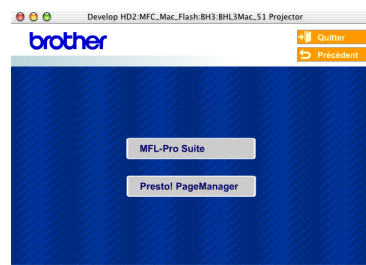 Develop HD2:MFC_Mac_Flash:BH3:BHL3Mac_51 Projector
brother
Quitter
Précédent
MFL-Pro Suite
Presto! PageManager